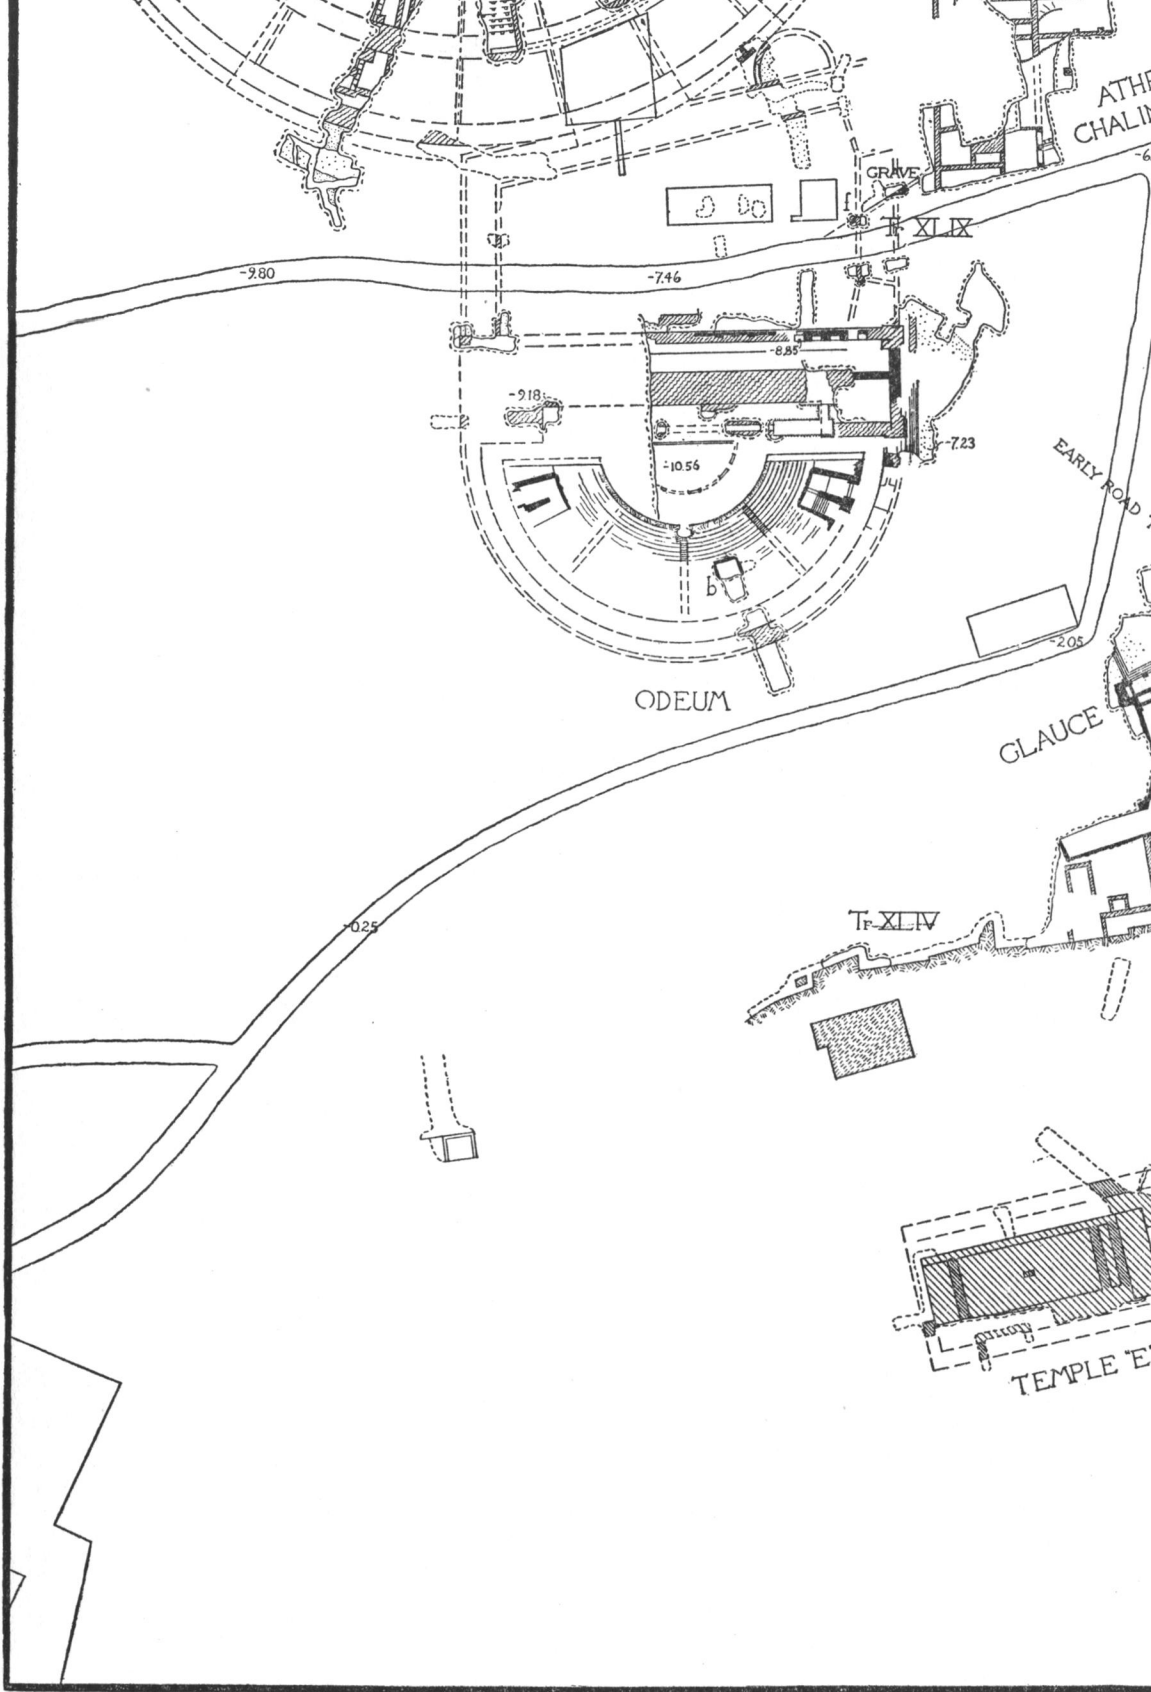 ATHE
CHALIN
-6
GRAVE
f
Tr XLIX
-9.80
-7.46
-8.85
-9.18
-7.23
-10.56
EARLY ROAD
b
-2.05
ODEUM
GLAUCE
-0.25
Tr XLIV
TEMPLE "E"